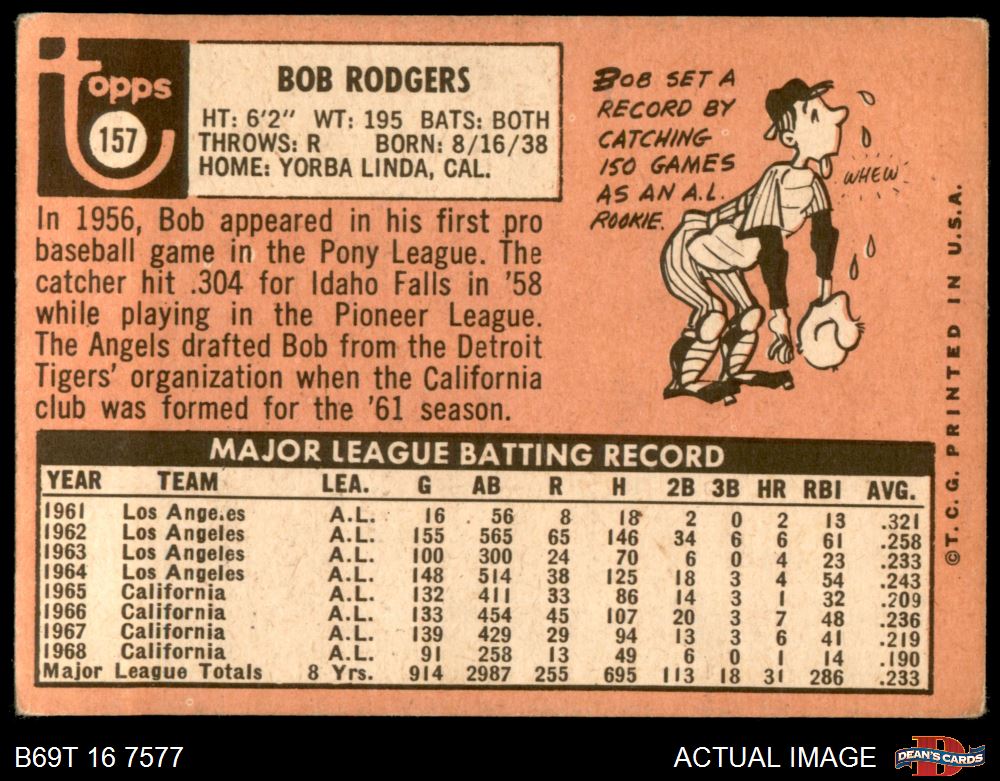 Topps
157
BOB RODGERS
HT: 6'2" WT: 195 BATS: BOTH
THROWS: R BORN: 8/16/38
HOME: YORBA LINDA, CAL.
BOB SET A
RECORD BY
CATCHING
150 GAMES
AS AN A.L.
ROOKIE.
WHEW
In 1956, Bob appeared in his first pro
baseball game in the Pony League. The
catcher hit .304 for Idaho Falls in '58
while playing in the Pioneer League.
The Angels drafted Bob from the Detroit
Tigers' organization when the California
club was formed for the '61 season.
MAJOR LEAGUE BATTING RECORD
YEAR TEAM LEA. G AB R H 2B 3B HR RBI AVG.
1961 Los Angeles A.L. 16 56 8 18 2 0 2 13 .321
1962 Los Angeles A.L. 155 565 65 146 34 6 6 61 .258
1963 Los Angeles A.L. 100 300 24 70 6 0 4 23 .233
1964 Los Angeles A.L. 148 514 38 125 18 3 4 54 .243
1965 California A.L. 132 411 33 86 14 3 1 32 .209
1966 California A.L. 133 454 45 107 20 3 7 48 .236
1967 California A.L. 139 429 29 94 13 3 6 41 .219
1968 California A.L. 91 258 13 49 6 0 1 14 .190
Major League Totals 8 Yrs. 914 2987 255 695 113 18 31 286 .233
©T. C. G. PRINTED IN U.S.A.
B69T 16 7577
ACTUAL IMAGE
DEAN'S CARDS